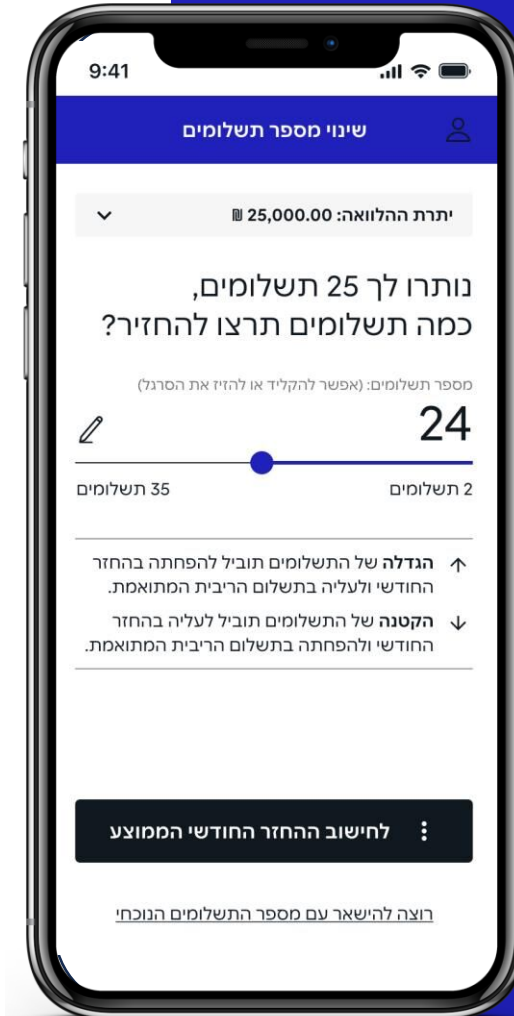 9:41
שינוי מספר תשלומים
יתרת ההלוואה: 25,000.00 ₪
נותרו לך 25 תשלומים,
כמה תשלומים תרצו להחזיר?
מספר תשלומים: (אפשר להקליד או להזיז את הסרגל)
24
2 תשלומים
35 תשלומים
הגדלה של התשלומים תוביל להפחתה בהחזר
החודשי ולעליה בתשלום הריבית המתואמת.
הקטנה של התשלומים תוביל לעליה בהחזר
החודשי ולהפחתה בתשלום הריבית המתואמת.
לחישוב ההחזר החודשי הממוצע
רוצה להישאר עם מספר התשלומים הנוכחי